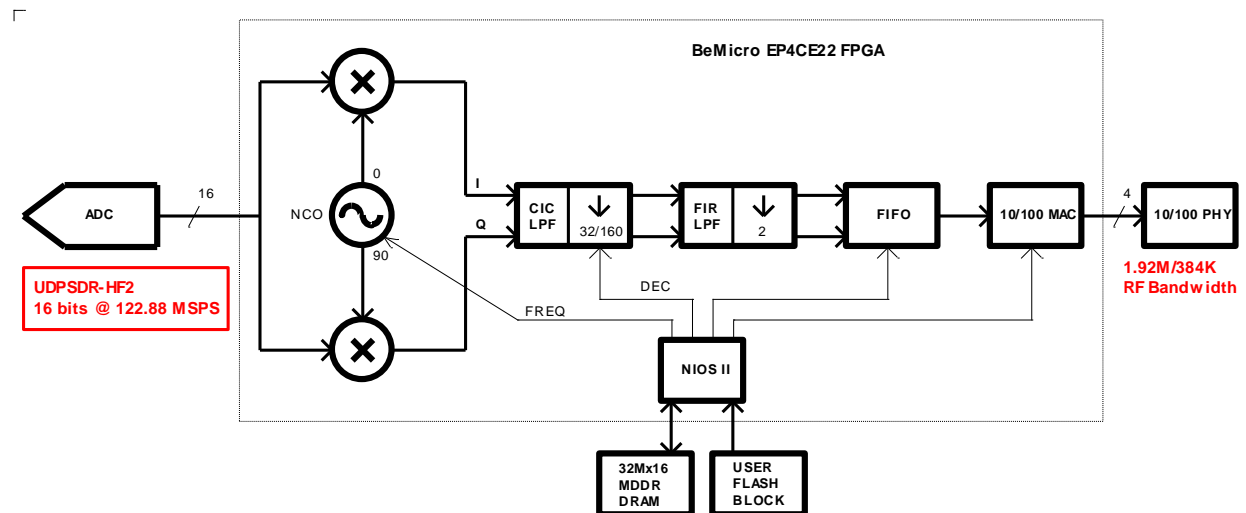 BeMicro EP4CE22 FPGA
0
16
I
ADC
NCO
CIC
LPF
32/160
FIR
LPF
2
FIFO
10/100 MAC
4
10/100 PHY
Q
90
UDPSDR-HF2
16 bits @ 122.88 MSPS
1.92M/384K
RF Bandwidth
DEC
FREQ
NIOS II
32Mx16
MDDR
DRAM
USER
FLASH
BLOCK